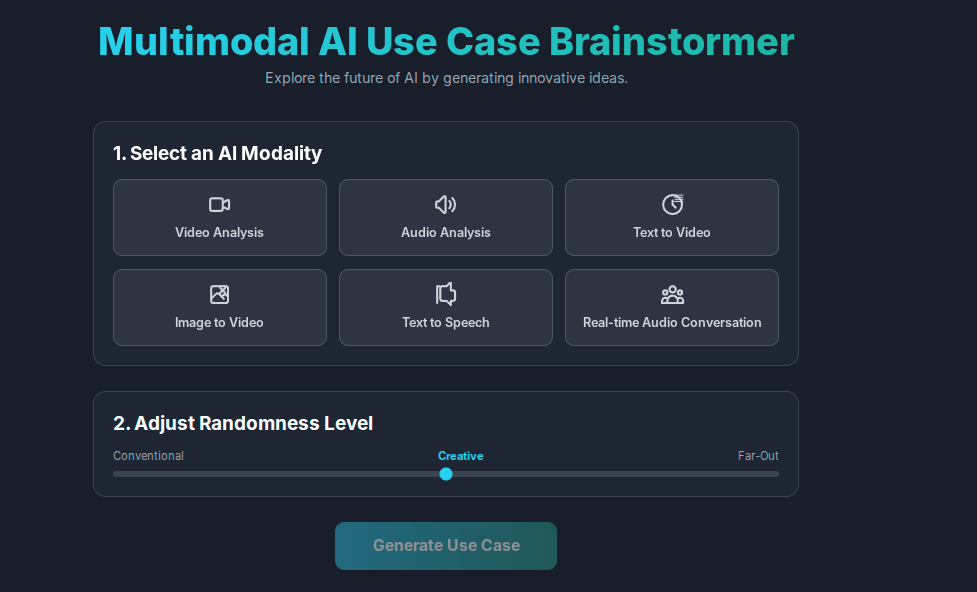 Multimodal AI Use Case Brainstormer
Explore the future of AI by generating innovative ideas.
1. Select an AI Modality
Video Analysis
Audio Analysis
Text to Video
Image to Video
Text to Speech
Real-time Audio Conversation
2. Adjust Randomness Level
Conventional
Creative
Far-Out
Generate Use Case